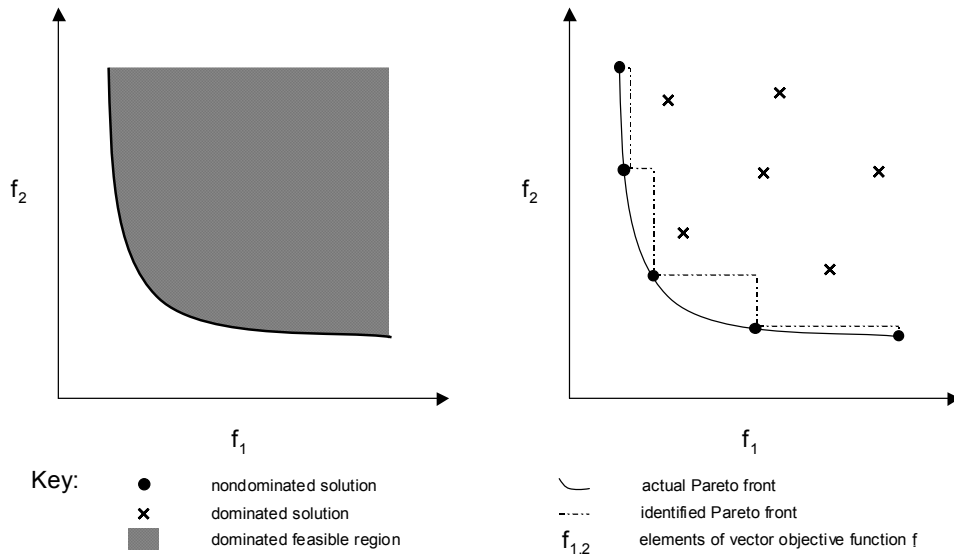 f2
f1
f2
f1
Key:
nondominated solution
dominated solution
dominated feasible region
actual Pareto front
identified Pareto front
f1,2 elements of vector objective function f